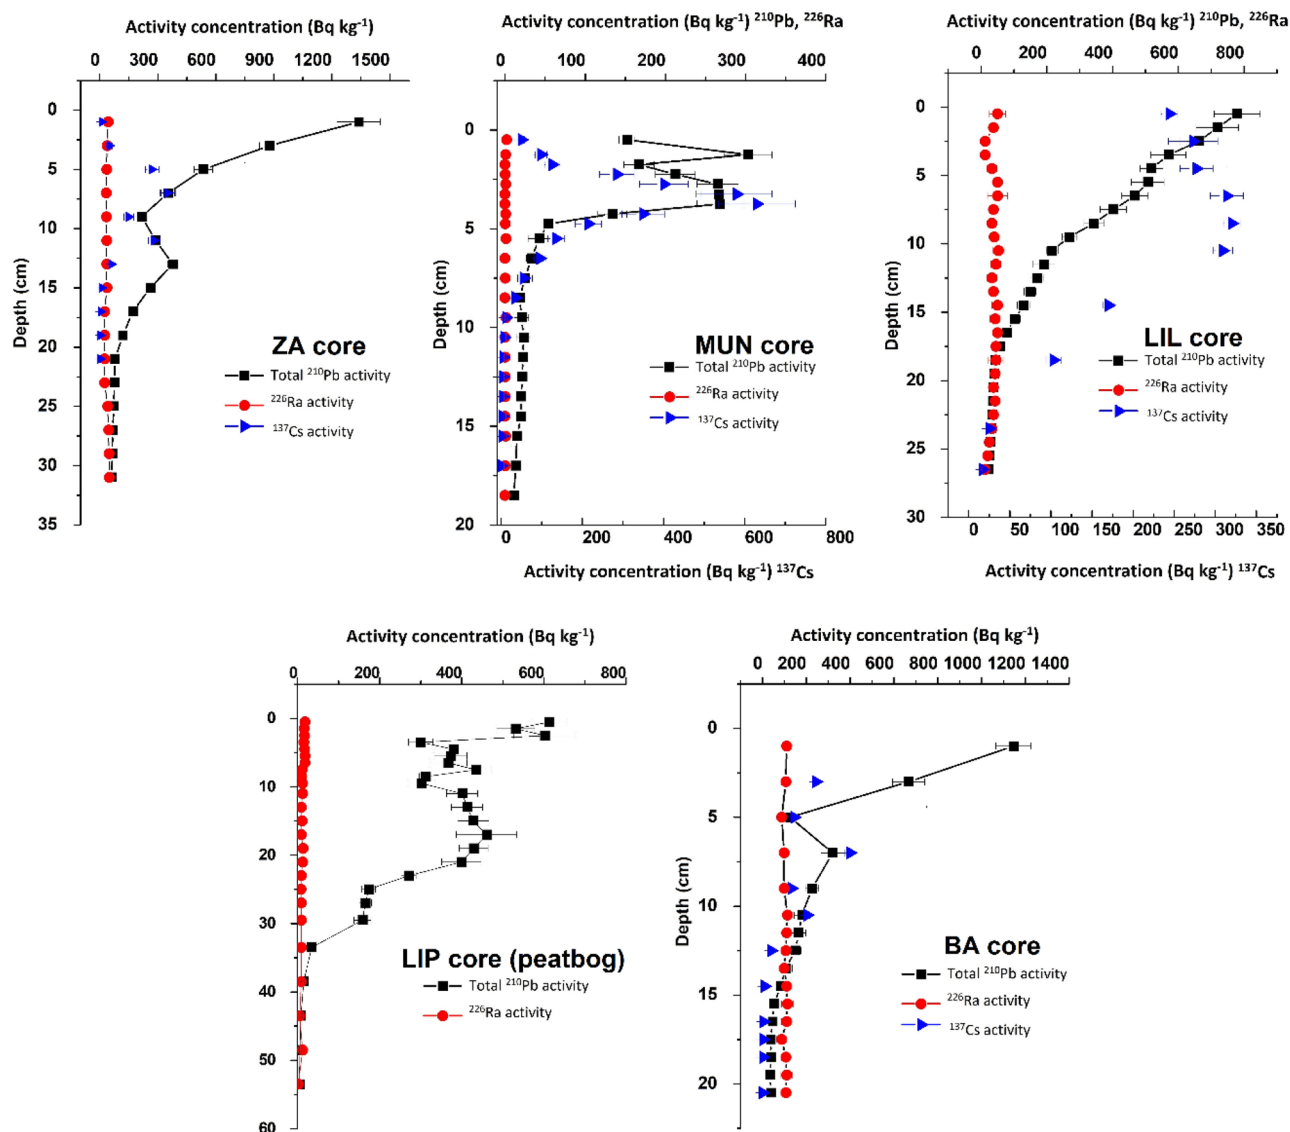 Activity concentration (Bq kg⁻¹)
0 300 600 900 1200 1500
0
5
10
15
20
25
30
35
Depth (cm)
ZA core
Total ²¹⁰Pb activity
²²⁶Ra activity
¹³⁷Cs activity
Activity concentration (Bq kg⁻¹) ²¹⁰Pb, ²²⁶Ra
0 100 200 300 400
0
5
10
15
20
Depth (cm)
MUN core
Total ²¹⁰Pb activity
²²⁶Ra activity
¹³⁷Cs activity
0 200 400 600 800
Activity concentration (Bq kg⁻¹) ¹³⁷Cs
Activity concentration (Bq kg⁻¹) ²¹⁰Pb, ²²⁶Ra
0 200 200 400 600 800
0
5
10
15
20
25
30
Depth (cm)
LIL core
Total ²¹⁰Pb activity
²²⁶Ra activity
¹³⁷Cs activity
0 50 100 150 200 250 300 350
Activity concentration (Bq kg⁻¹) ¹³⁷Cs
Activity concentration (Bq kg⁻¹)
0 200 400 600 800
0
10
20
30
40
50
60
Depth (cm)
LIP core (peatbog)
Total ²¹⁰Pb activity
²²⁶Ra activity
Activity concentration (Bq kg⁻¹)
0 200 400 600 800 1000 1200 1400
0
5
10
15
20
Depth (cm)
BA core
Total ²¹⁰Pb activity
²²⁶Ra activity
¹³⁷Cs activity